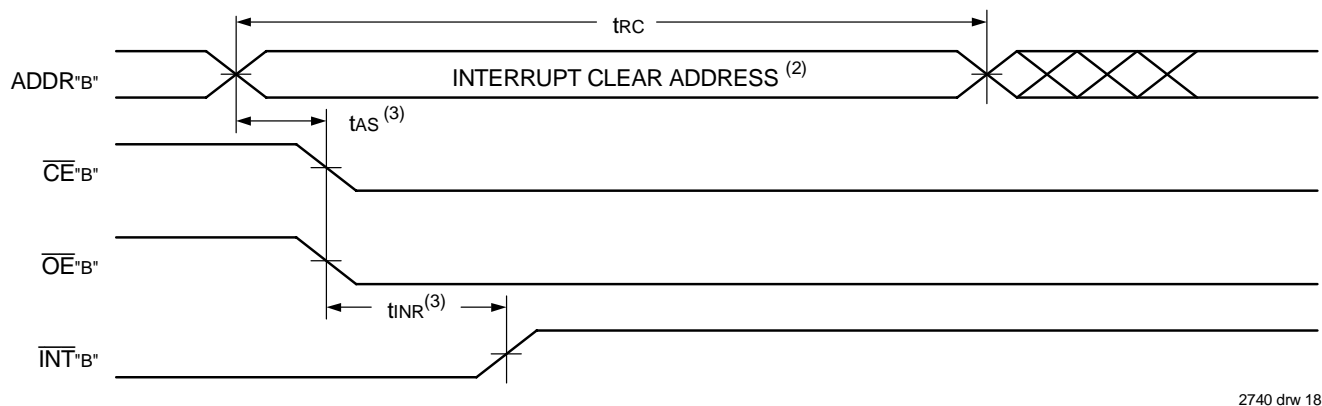 tRC
ADDR"B"
INTERRUPT CLEAR ADDRESS (2)
tAS (3)
CE"B"
OE"B"
tINR(3)
INT"B"
2740 drw 18